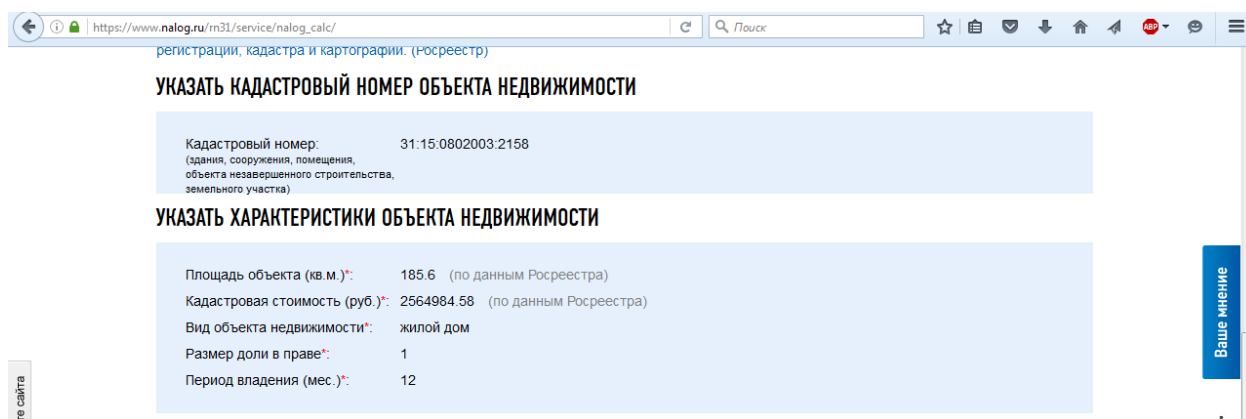 https://www.nalog.ru/rn31/service/nalog_calc/
Поиск
ABP
регистрации, кадастра и картографии. (Росреестр)
УКАЗАТЬ КАДАСТРОВЫЙ НОМЕР ОБЪЕКТА НЕДВИЖИМОСТИ
Кадастровый номер: 31:15:0802003:2158
(здания, сооружения, помещения,
объекта незавершенного строительства,
земельного участка)
УКАЗАТЬ ХАРАКТЕРИСТИКИ ОБЪЕКТА НЕДВИЖИМОСТИ
Площадь объекта (кв.м.)*: 185.6 (по данным Росреестра)
Кадастровая стоимость (руб.)*: 2564984.58 (по данным Росреестра)
Вид объекта недвижимости*: жилой дом
Размер доли в праве*: 1
Период владения (мес.)*: 12
Ваше мнение
сайта